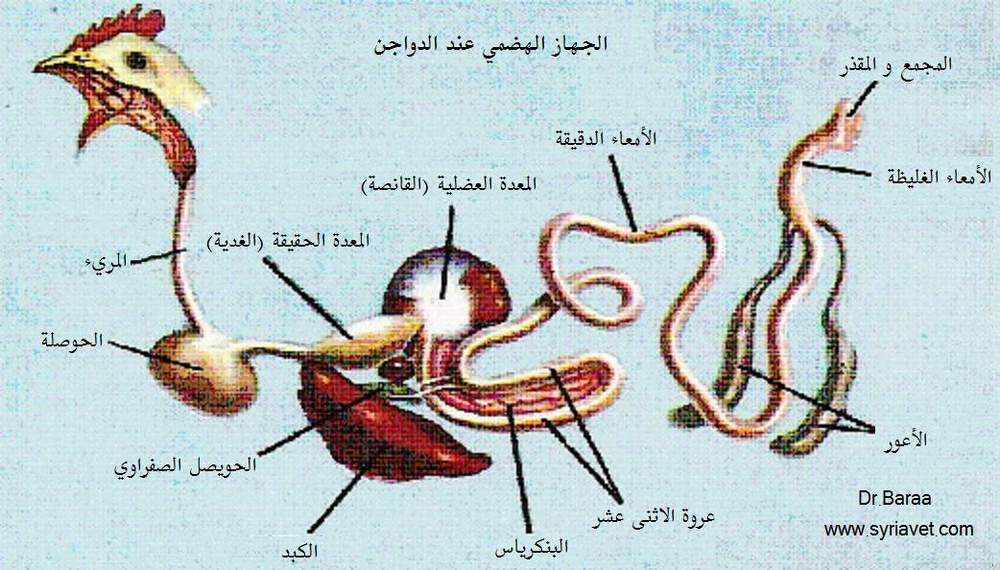 الجهاز الهضمي عند الدواجن
المجمع و المقذر
الأمعاء الدقيقة
الأمعاء الغليظة
المعدة العضلية (القانصة)
المعدة الحقيقة (الغدية)
المريء
الحوصلة
الأعور
الحويصل الصفراوي
عروة الاثنى عشر
البنكرياس
الكبد
Dr.Baraa
www.syriavet.com